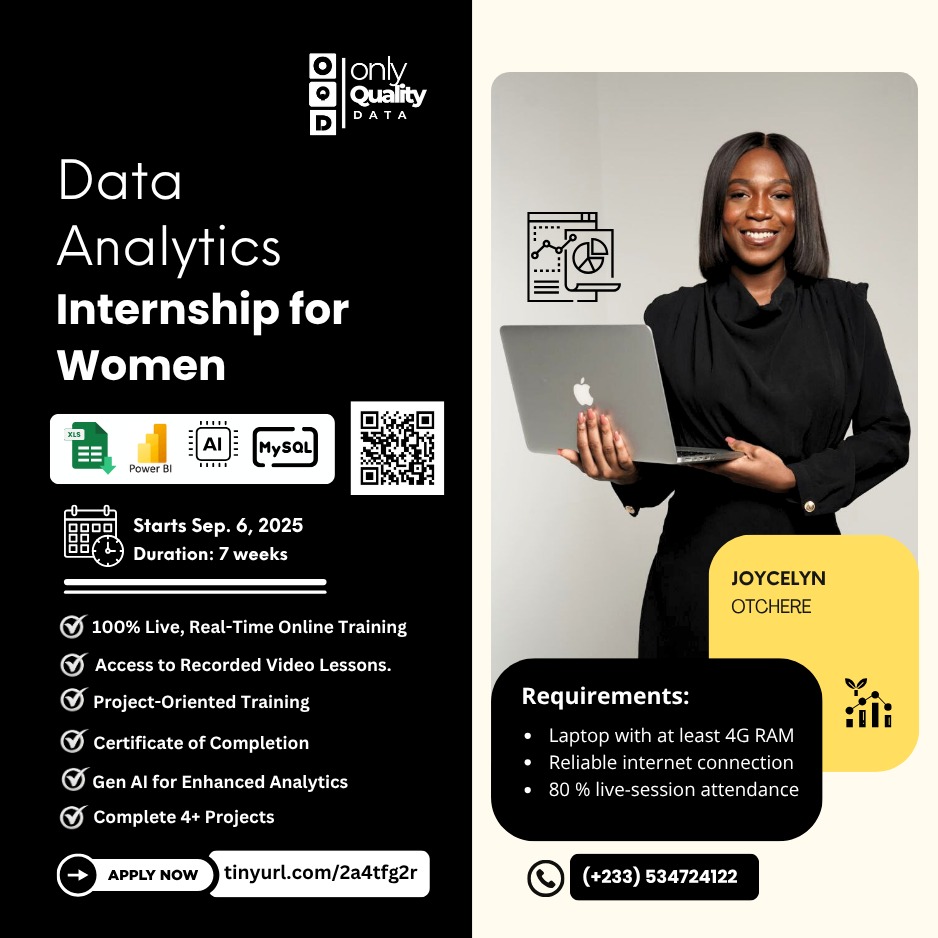 O
Q
D
only
Quality
DATA
Data
Analytics
Internship for
Women
XLS
Power BI
AI
MySQL
Starts Sep. 6, 2025
Duration: 7 weeks
100% Live, Real-Time Online Training
Access to Recorded Video Lessons.
Project-Oriented Training
Certificate of Completion
Gen AI for Enhanced Analytics
Complete 4+ Projects
APPLY NOW
tinyurl.com/2a4tfg2r
JOYCELYN
OTCHERE
Requirements:
• Laptop with at least 4G RAM
• Reliable internet connection
• 80 % live-session attendance
(+233) 534724122